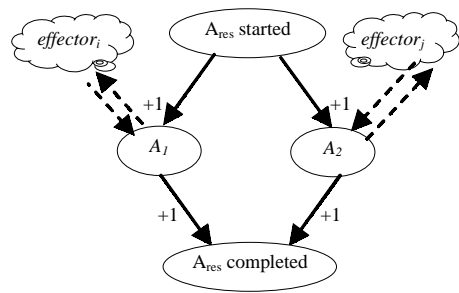 effector_i
A_res started
effector_j
+1
+1
A_1
A_2
+1
+1
A_res completed